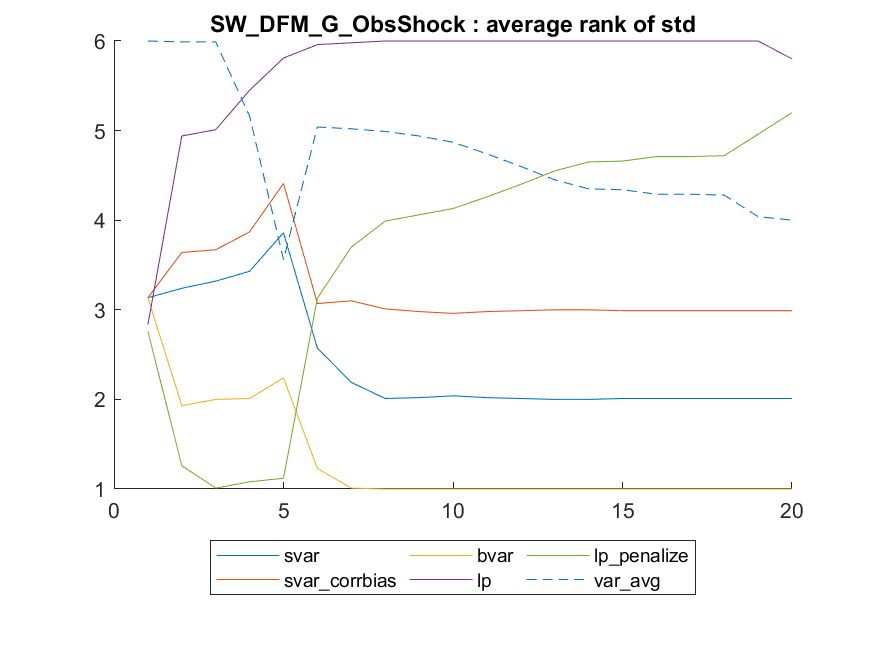 SW_DFM_G_ObsShock : average rank of std
6
5
4
3
2
1
0 5 10 15 20
svar bvar lp_penalize
svar_corrbias lp var_avg